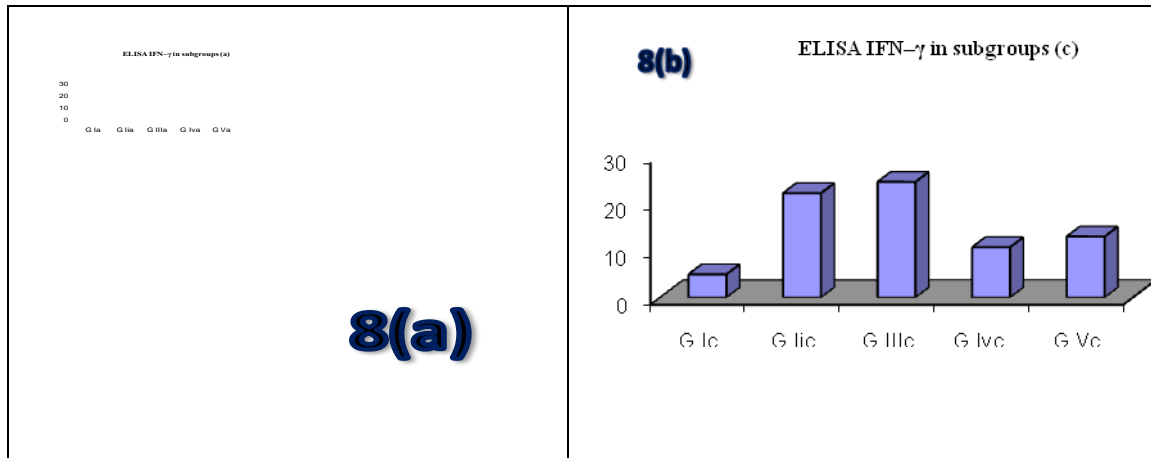 ELISA IFN–γ in subgroups (a)
30
20
10
0
G Ia G Iia G IIIa G Iva G Va
8(a)
8(b)
ELISA IFN–γ in subgroups (c)
30
20
10
0
G Ic G Iic G IIIc G Ivc G Vc